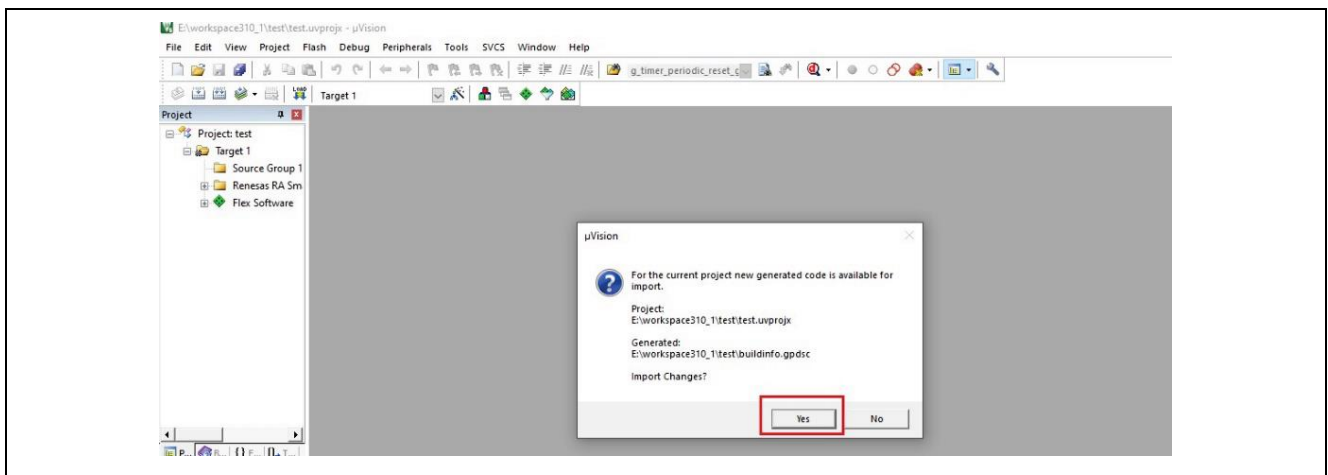 E:\workspace310_1\test\test.uvprojx - µVision
File Edit View Project Flash Debug Peripherals Tools SVCS Window Help
g_timer_periodic_reset_c
LOAD Target 1
Project
Project: test
Target 1
Source Group 1
Renesas RA Sm
Flex Software
µVision
For the current project new generated code is available for
import.
Project:
E:\workspace310_1\test\test.uvprojx
Generated:
E:\workspace310_1\test\buildinfo.gpdsc
Import Changes?
Yes No
P... B... {} F... 0.. T...